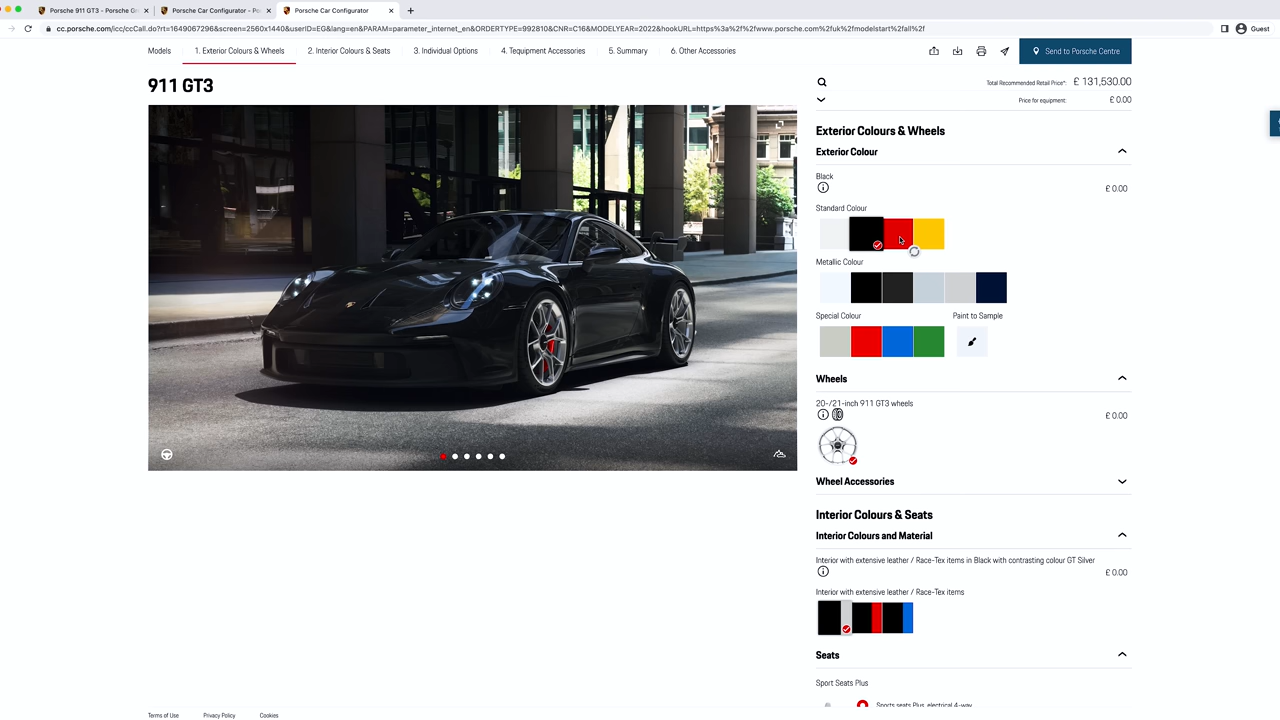 Porsche 911 GT3 - Porsche G
Porsche Car Configurator - Po
Porsche Car Configurator
cc.porsche.com/icc/ccCall.do?rt=1649067296&screen=2560x1440&userID=EG&lang=en&PARAM=parameter_internet_en&ORDERTYPE=992810&CNR=C16&MODELYEAR=2022&hookURL=https%3a%2f%2fwww.porsche.com%2fuk%2fmodelstart%2fall%2f
Guest
Models
1. Exterior Colours & Wheels
2. Interior Colours & Seats
3. Individual Options
4. Tequipment Accessories
5. Summary
6. Other Accessories
Send to Porsche Centre
911 GT3
Total Recommended Retail Price*: £ 131,530.00
Price for equipment: £ 0.00
Exterior Colours & Wheels
Exterior Colour
Black
£ 0.00
Standard Colour
Metallic Colour
Special Colour
Paint to Sample
Wheels
20-/21-inch 911 GT3 wheels
£ 0.00
Wheel Accessories
Interior Colours & Seats
Interior Colours and Material
Interior with extensive leather / Race-Tex items in Black with contrasting colour GT Silver
£ 0.00
Interior with extensive leather / Race-Tex items
Seats
Sport Seats Plus
Sports seats Plus, electrical 4-way
Terms of Use
Privacy Policy
Cookies